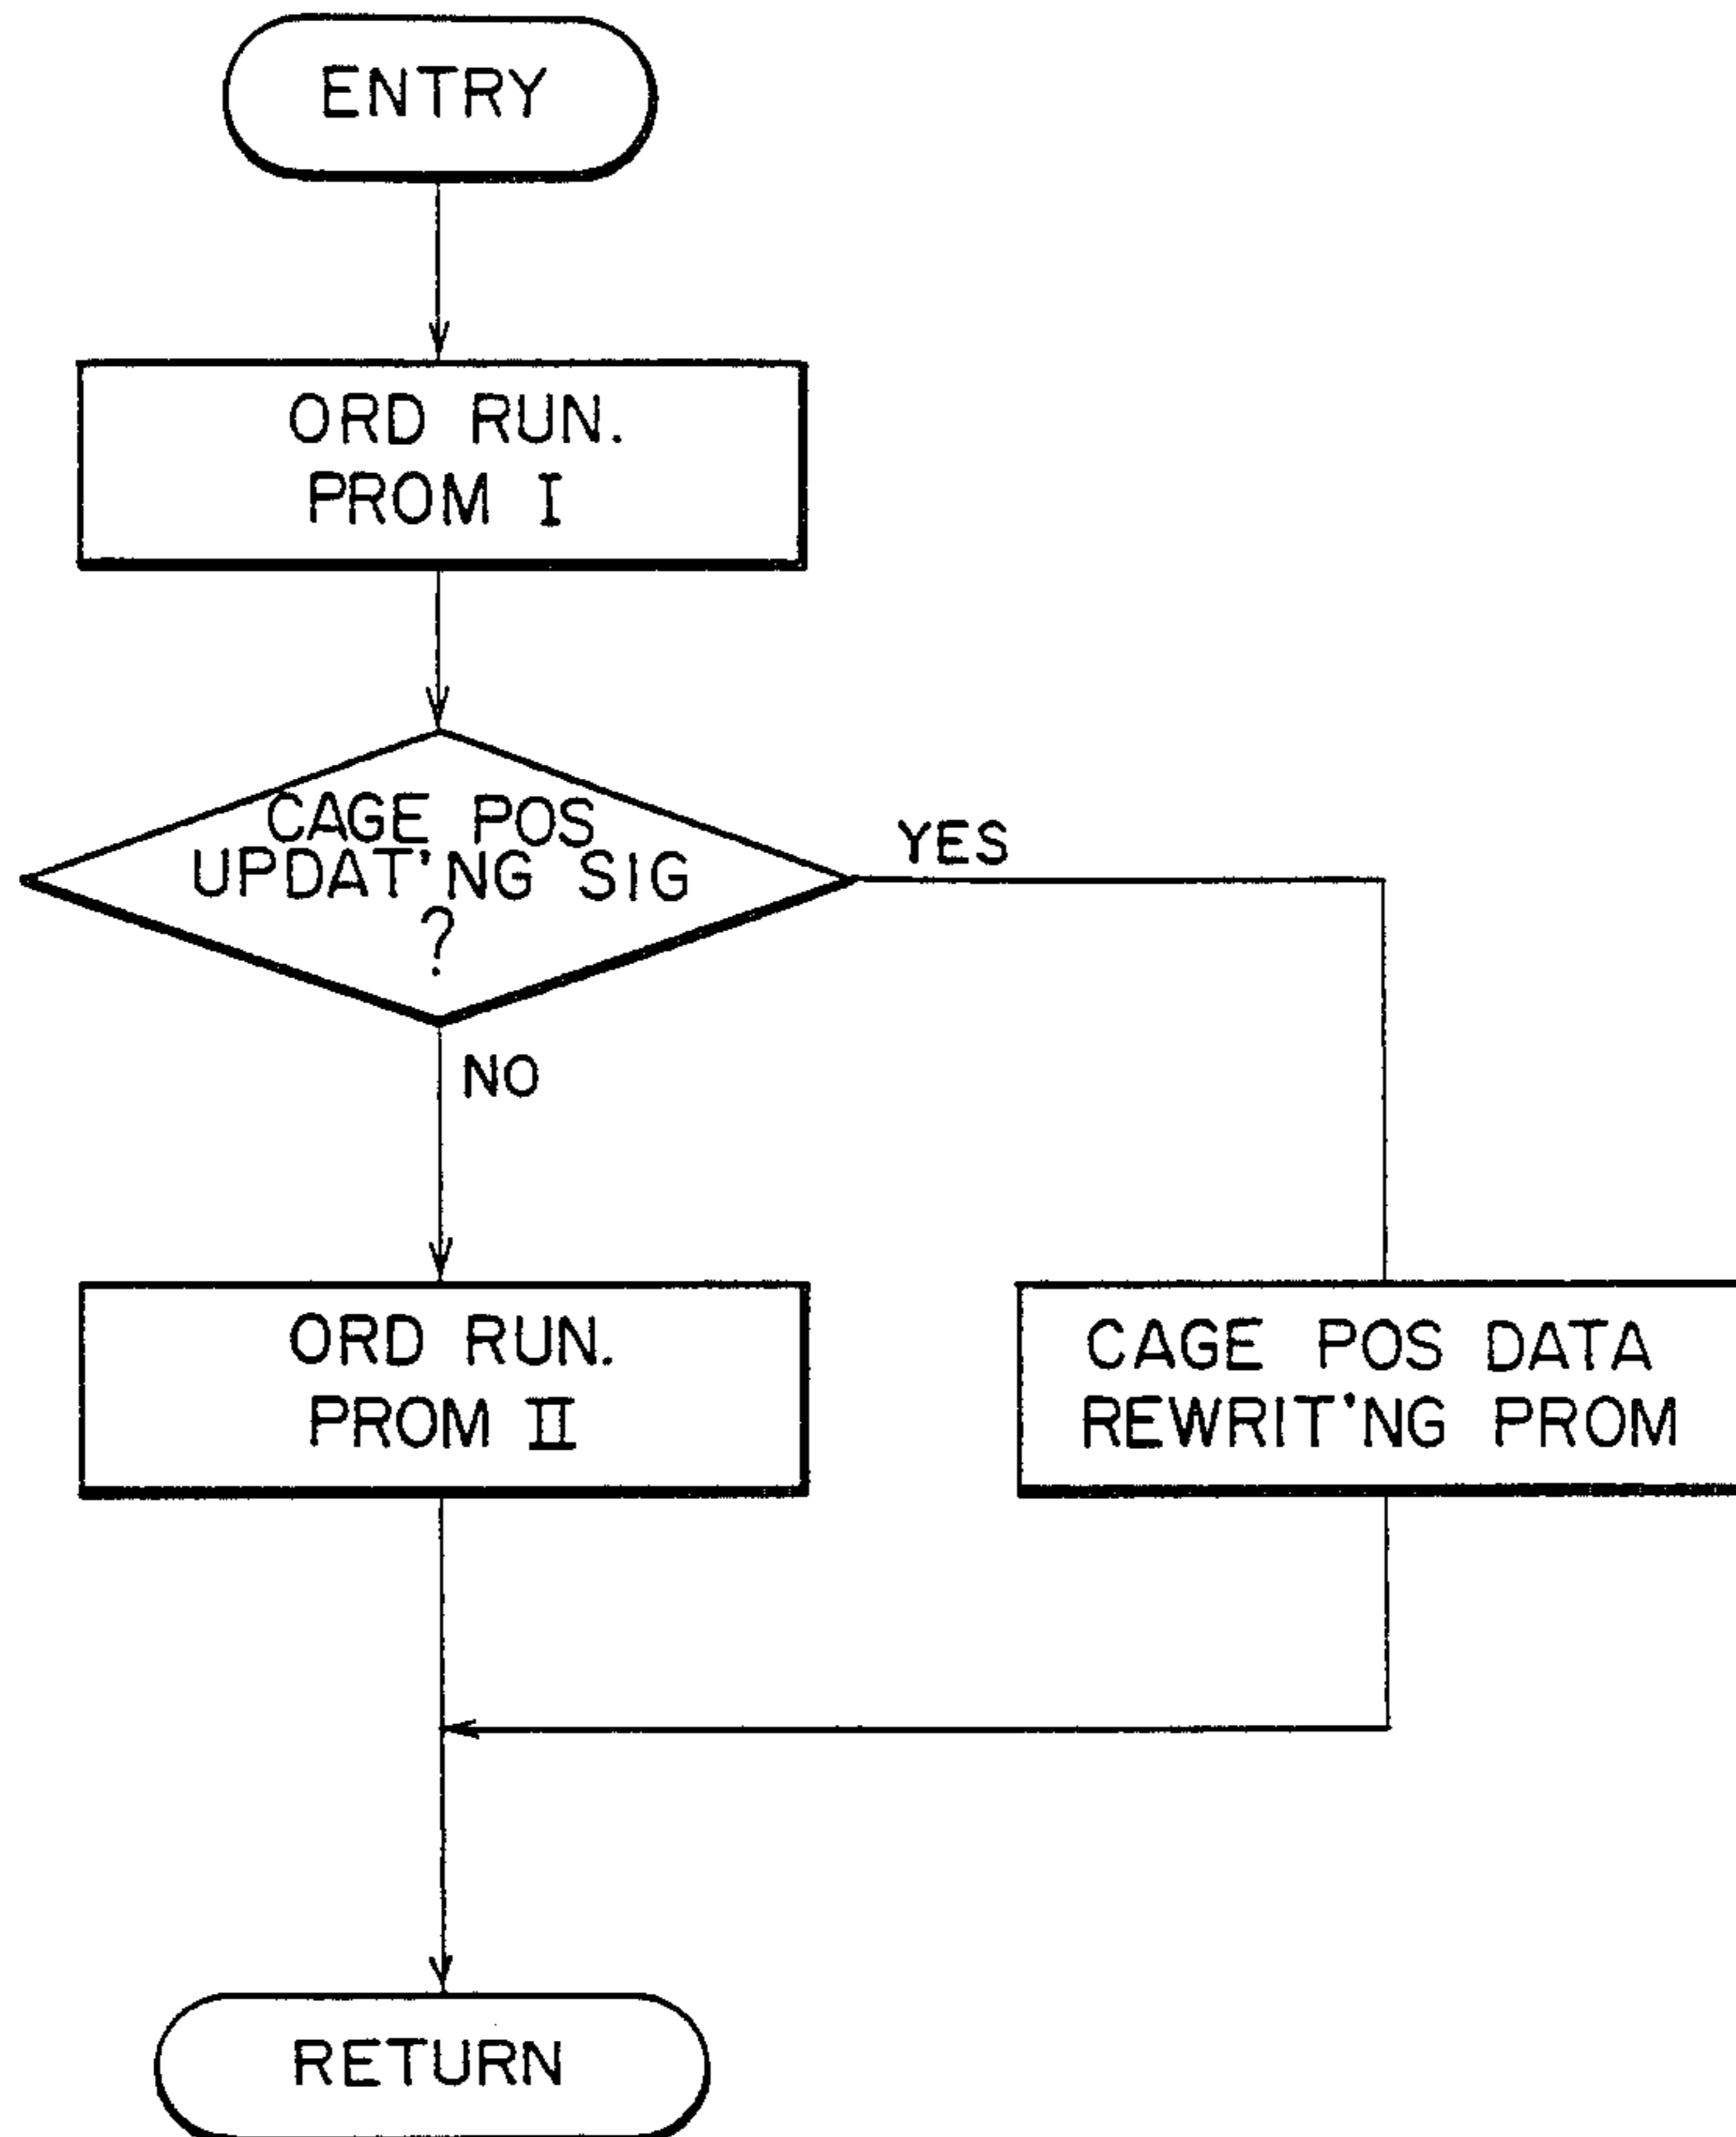 ENTRY
ORD RUN.
PROM I
CAGE POS
UPDAT'NG SIG
?
YES
NO
ORD RUN.
PROM II
CAGE POS DATA
REWRIT'NG PROM
RETURN